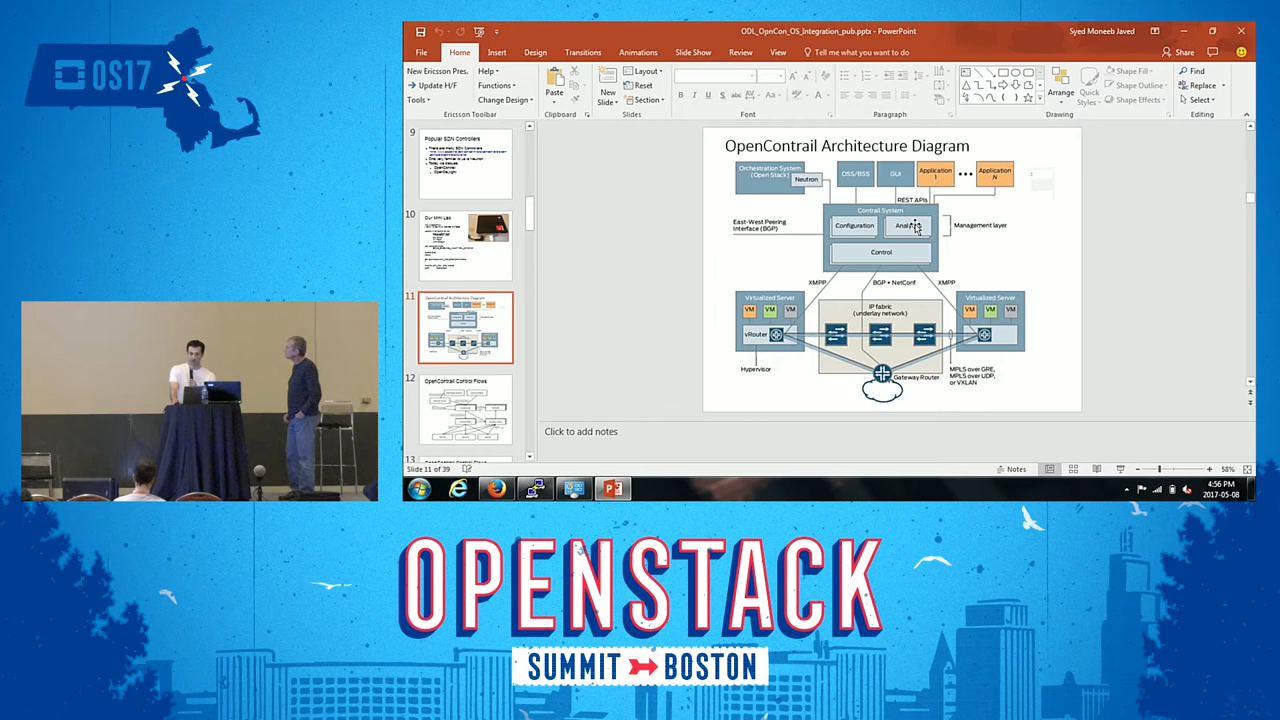 OS17
ODL_OpnCon_OS_Integration_pub.pptx - PowerPoint
Syed Moneeb Javed
File Home Insert Design Transitions Animations Slide Show Review View Tell me what you want to do... Share
New Ericsson Pres. Help
Update H/F Functions
Tools Change Design
Ericsson Toolbar
Paste
Clipboard
New Slide
Layout
Reset
Section
Slides
Font
Paragraph
Arrange
Quick Styles
Shape Fill
Shape Outline
Shape Effects
Drawing
Find
Replace
Select
Editing
9
Popular SDN Controllers
10
Our Mini Lab
11
OpenContrail Architecture Diagram
12
OpenContrail Control Flows
13
OpenContrail Architecture Diagram
Orchestration System
(Open Stack)
Neutron
OSS/BSS
GUI
Application
1
Application
N
REST APIs
Contrail System
Configuration
Control
East-West Peering
Interface (BGP)
Management layer
XMPP
BGP + NetConf
XMPP
Virtualized Server
VM VM VM
vRouter
Hypervisor
IP fabric
(underlay network)
Virtualized Server
VM VM VM
Gateway Router
MPLS over GRE,
MPLS over UDP,
or VXLAN
Click to add notes
Slide 11 of 39
Notes
58%
4:56 PM
2017-05-08
OPENSTACK
SUMMIT BOSTON